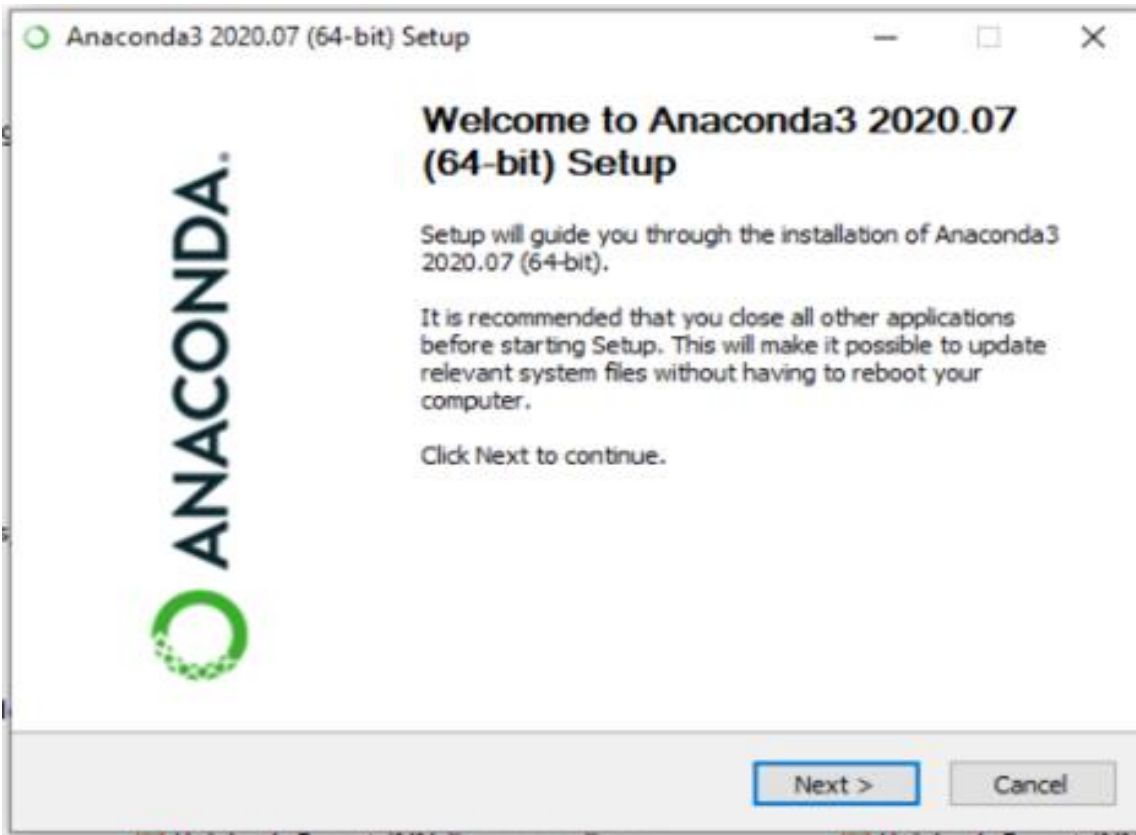 Anaconda3 2020.07 (64-bit) Setup
Welcome to Anaconda3 2020.07
(64-bit) Setup
ANACONDA.
Setup will guide you through the installation of Anaconda3
2020.07 (64-bit).
It is recommended that you close all other applications
before starting Setup. This will make it possible to update
relevant system files without having to reboot your
computer.
Click Next to continue.
Next >
Cancel